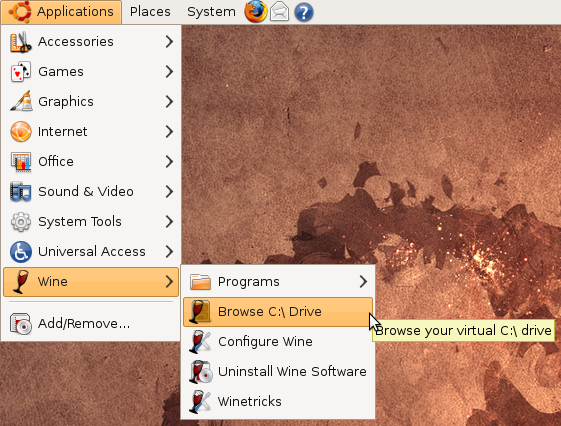 Applications Places System
Accessories
Games
Graphics
Internet
Office
Sound & Video
System Tools
Universal Access
Wine
Add/Remove...
Programs
Browse C:\ Drive
Configure Wine
Uninstall Wine Software
Winetricks
Browse your virtual C:\ drive